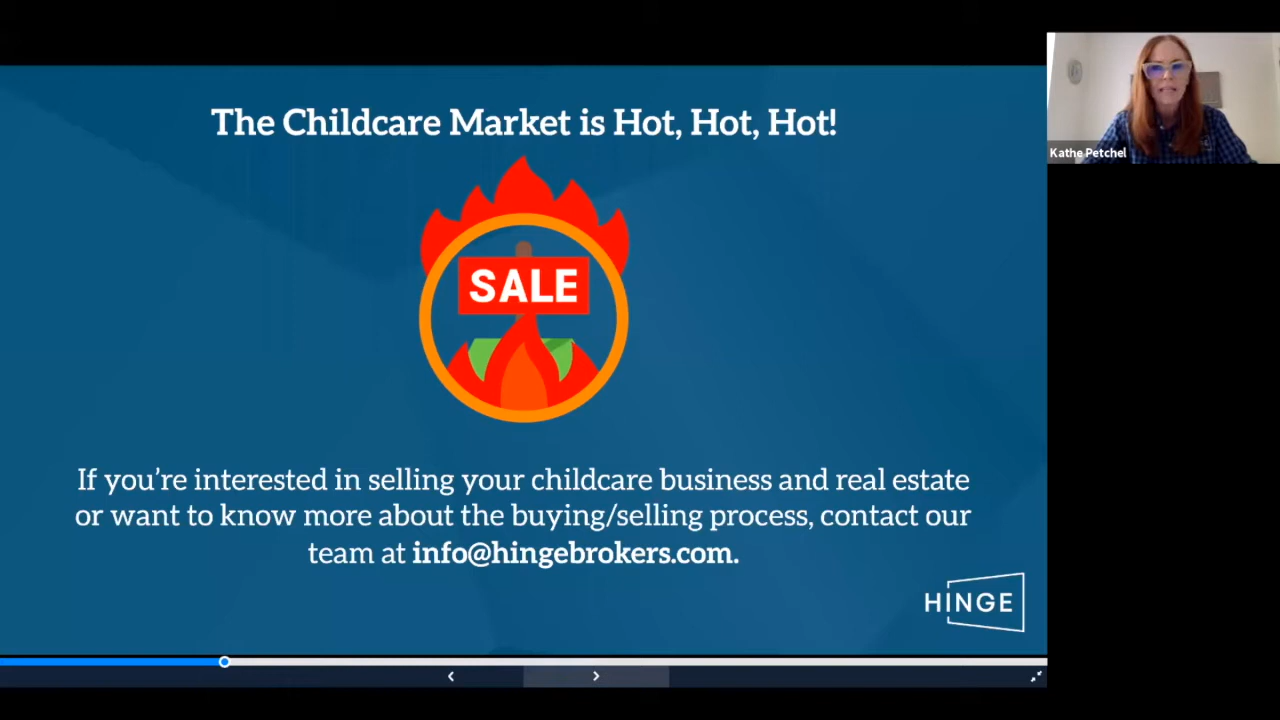 The Childcare Market is Hot, Hot, Hot!
SALE
If you're interested in selling your childcare business and real estate
or want to know more about the buying/selling process, contact our
team at info@hingebrokers.com.
HINGE
Kathe Petchel